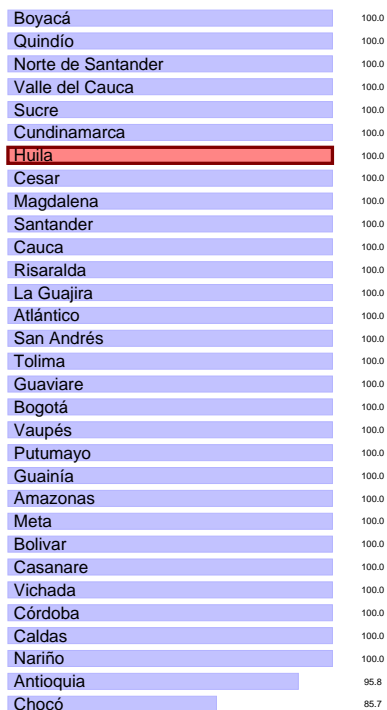 Boyacá 100.0
Quindío 100.0
Norte de Santander 100.0
Valle del Cauca 100.0
Sucre 100.0
Cundinamarca 100.0
Huila 100.0
Cesar 100.0
Magdalena 100.0
Santander 100.0
Cauca 100.0
Risaralda 100.0
La Guajira 100.0
Atlántico 100.0
San Andrés 100.0
Tolima 100.0
Guaviare 100.0
Bogotá 100.0
Vaupés 100.0
Putumayo 100.0
Guainía 100.0
Amazonas 100.0
Meta 100.0
Bolivar 100.0
Casanare 100.0
Vichada 100.0
Córdoba 100.0
Caldas 100.0
Nariño 100.0
Antioquia 95.8
Chocó 85.7